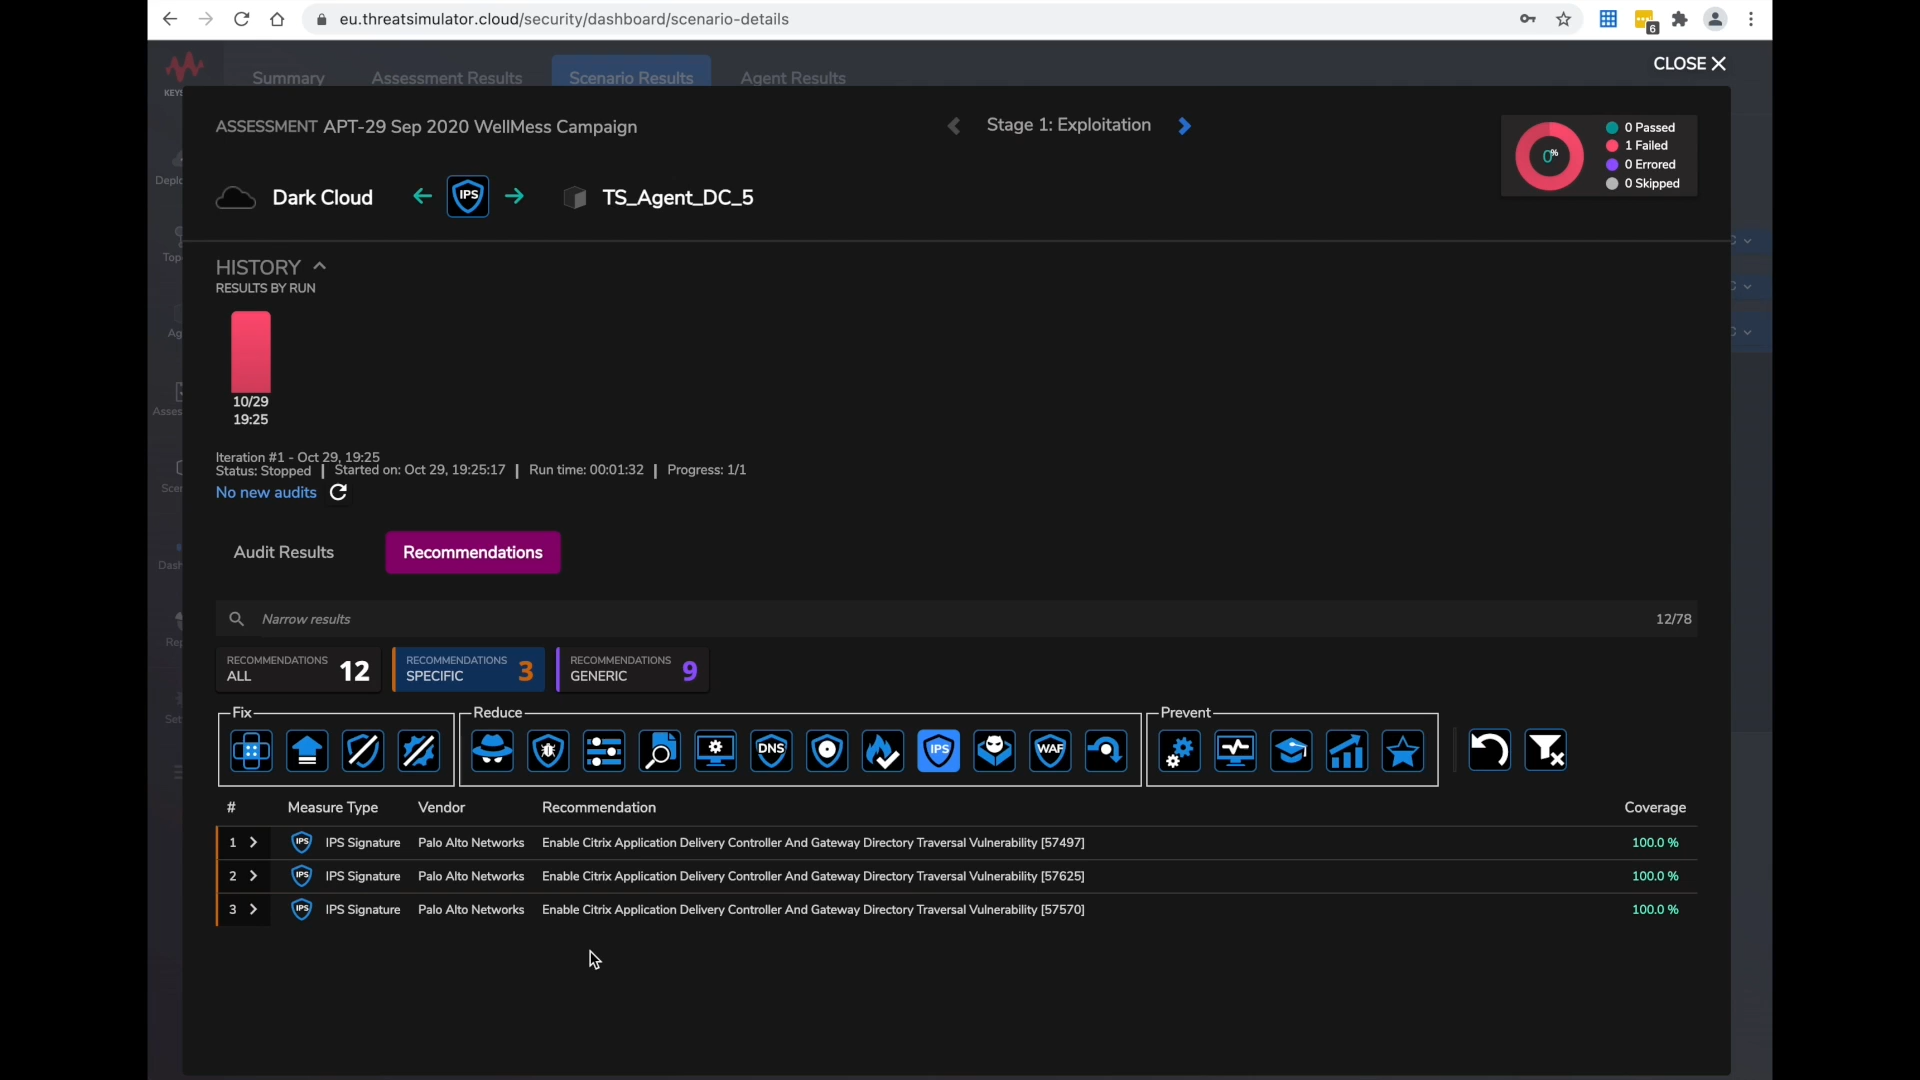 eu.threatsimulator.cloud/security/dashboard/scenario-details
6
Summary
Assessment Results
Scenario Results
Agent Results
CLOSE
ASSESSMENT APT-29 Sep 2020 WellMess Campaign
Stage 1: Exploitation
0%
0 Passed
1 Failed
0 Errored
0 Skipped
Dark Cloud
IPS
TS_Agent_DC_5
HISTORY
RESULTS BY RUN
10/29
19:25
Iteration #1 - Oct 29, 19:25
Status: Stopped | Started on: Oct 29, 19:25:17 | Run time: 00:01:32 | Progress: 1/1
No new audits
Audit Results
Recommendations
Narrow results
12/78
RECOMMENDATIONS
ALL
12
RECOMMENDATIONS
SPECIFIC
3
RECOMMENDATIONS
GENERIC
9
Fix
Reduce
Prevent
DNS
IPS
WAF
# Measure Type Vendor Recommendation Coverage
1 IPS IPS Signature Palo Alto Networks Enable Citrix Application Delivery Controller And Gateway Directory Traversal Vulnerability [57497] 100.0 %
2 IPS IPS Signature Palo Alto Networks Enable Citrix Application Delivery Controller And Gateway Directory Traversal Vulnerability [57625] 100.0 %
3 IPS IPS Signature Palo Alto Networks Enable Citrix Application Delivery Controller And Gateway Directory Traversal Vulnerability [57570] 100.0 %